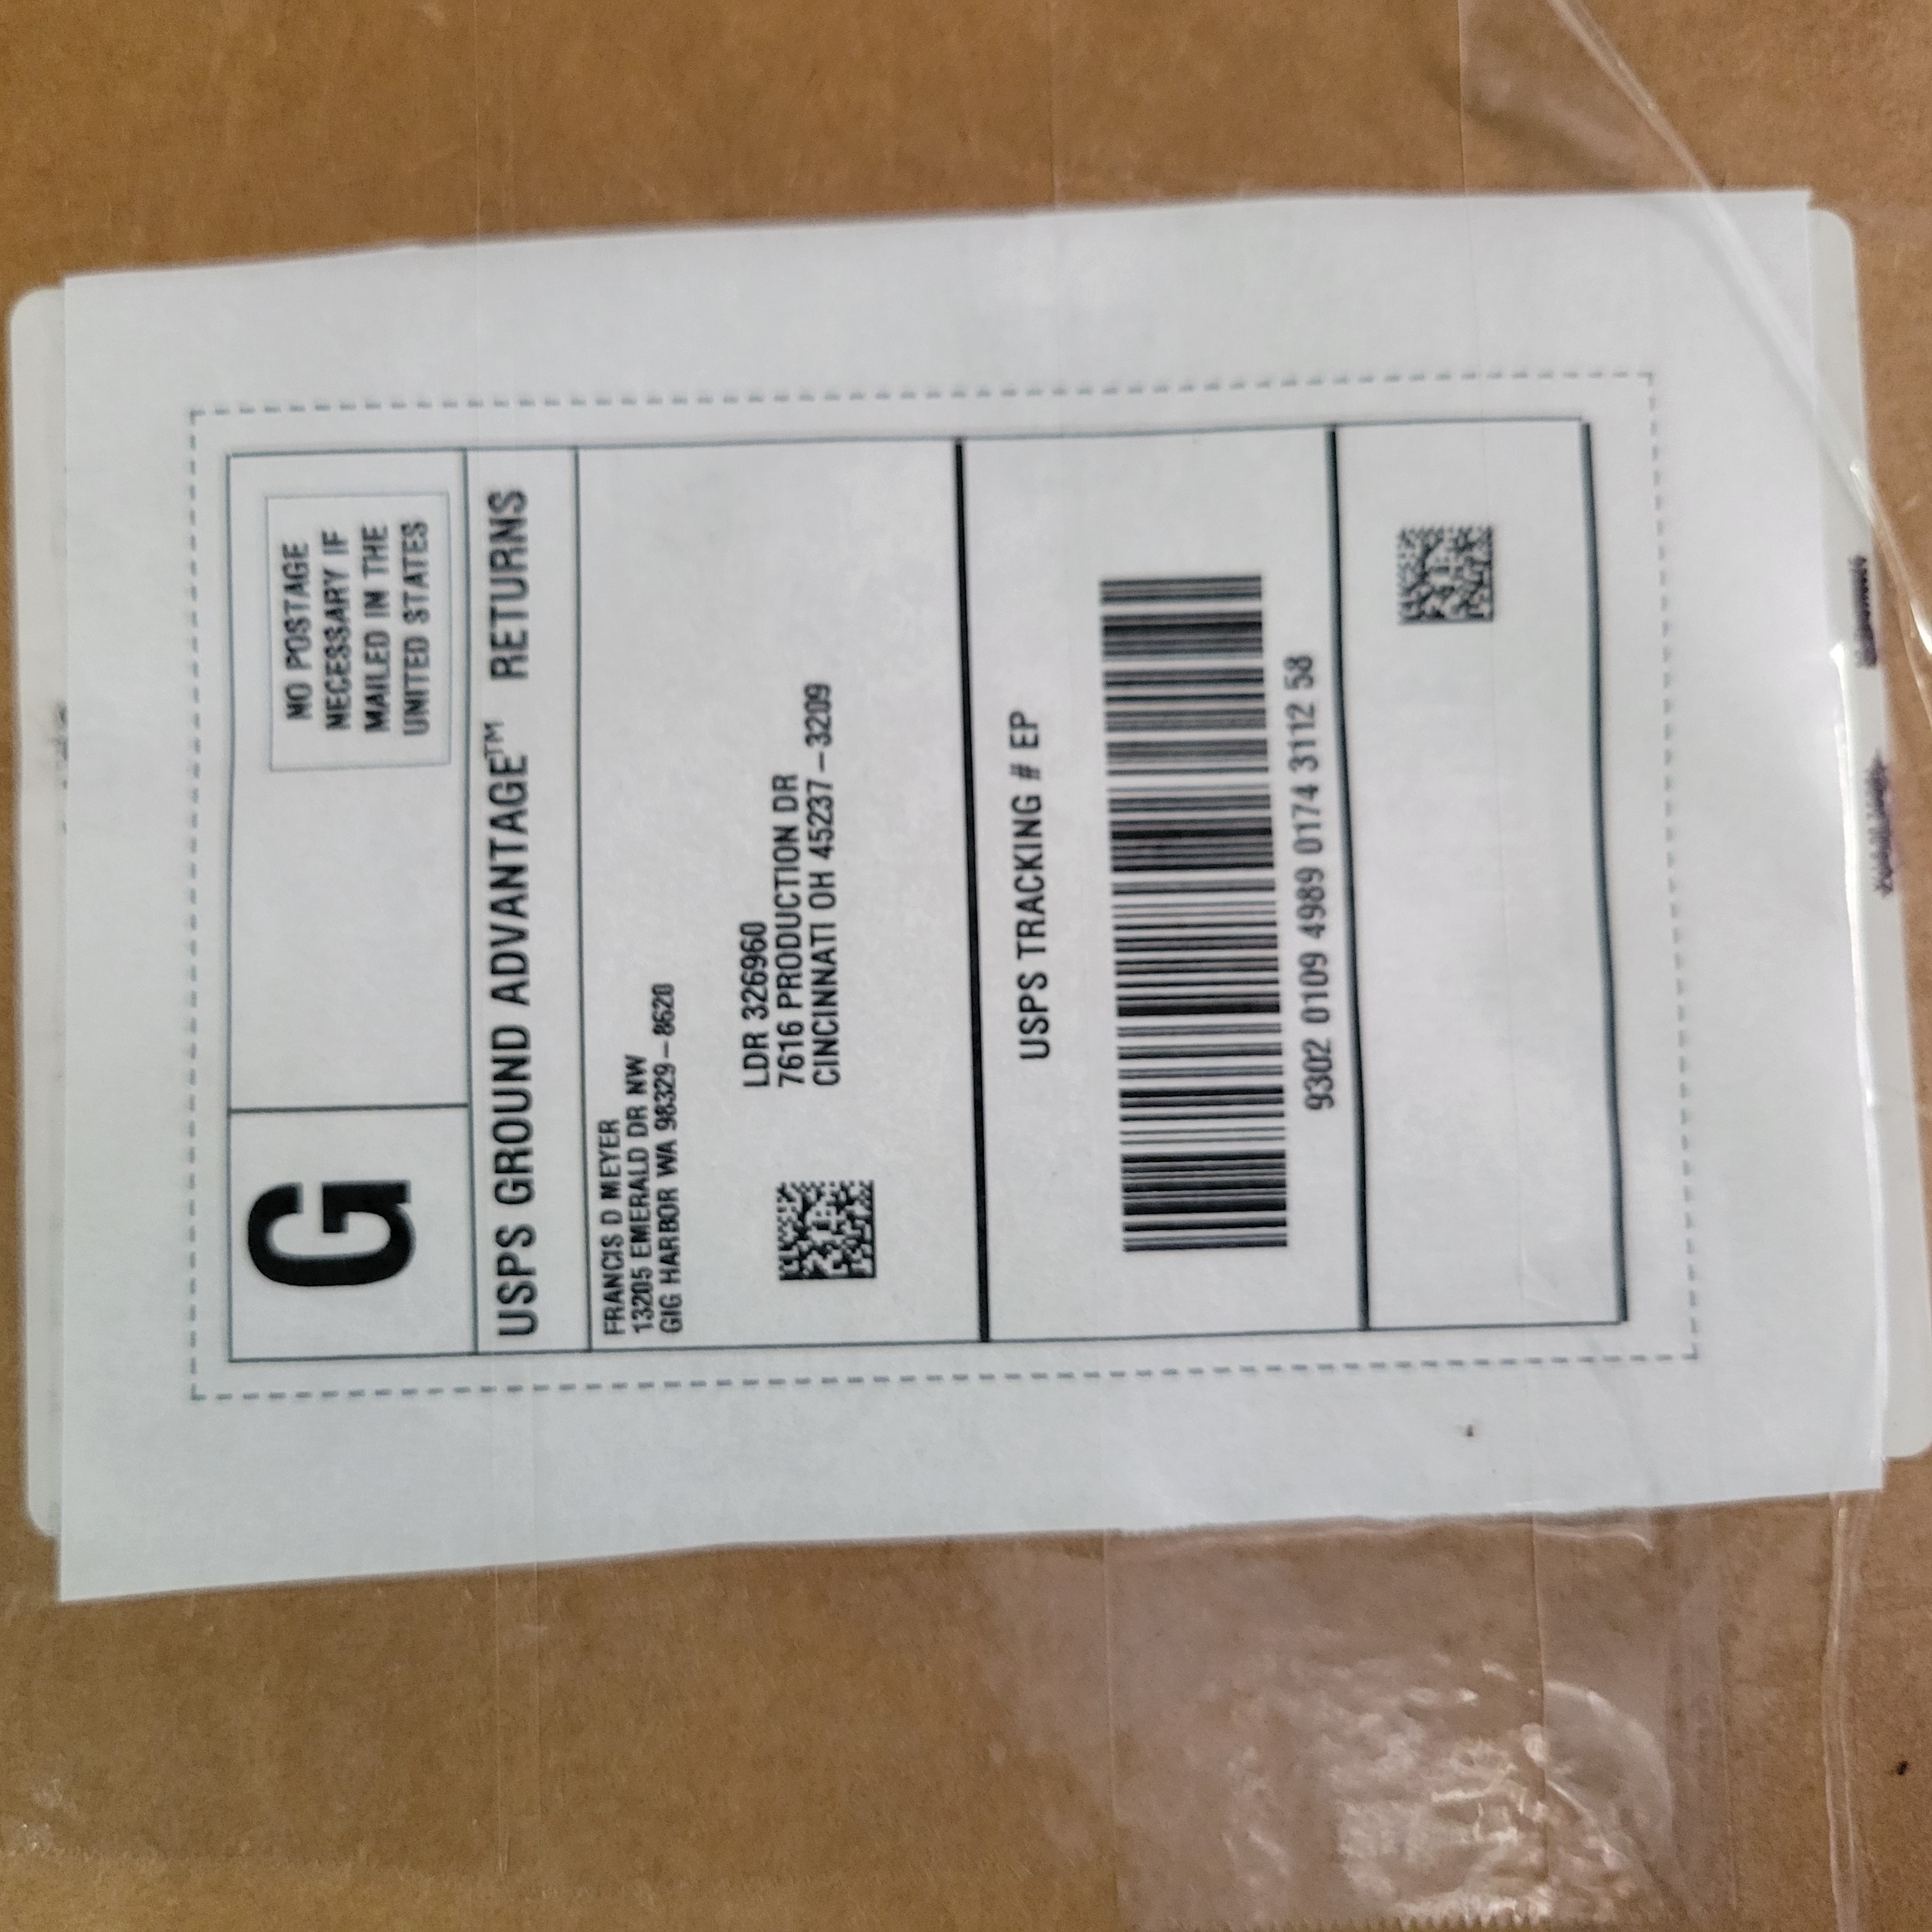 G
NO POSTAGE
NECESSARY IF
MAILED IN THE
UNITED STATES
USPS GROUND ADVANTAGE™ RETURNS
FRANCIS D MEYER
13205 EMERALD DR NW
GIG HARBOR WA 98329-8620
LDR 326960
7616 PRODUCTION DR
CINCINNATI OH 45237-3209
USPS TRACKING # EP
9302 0109 4989 0174 3112 58